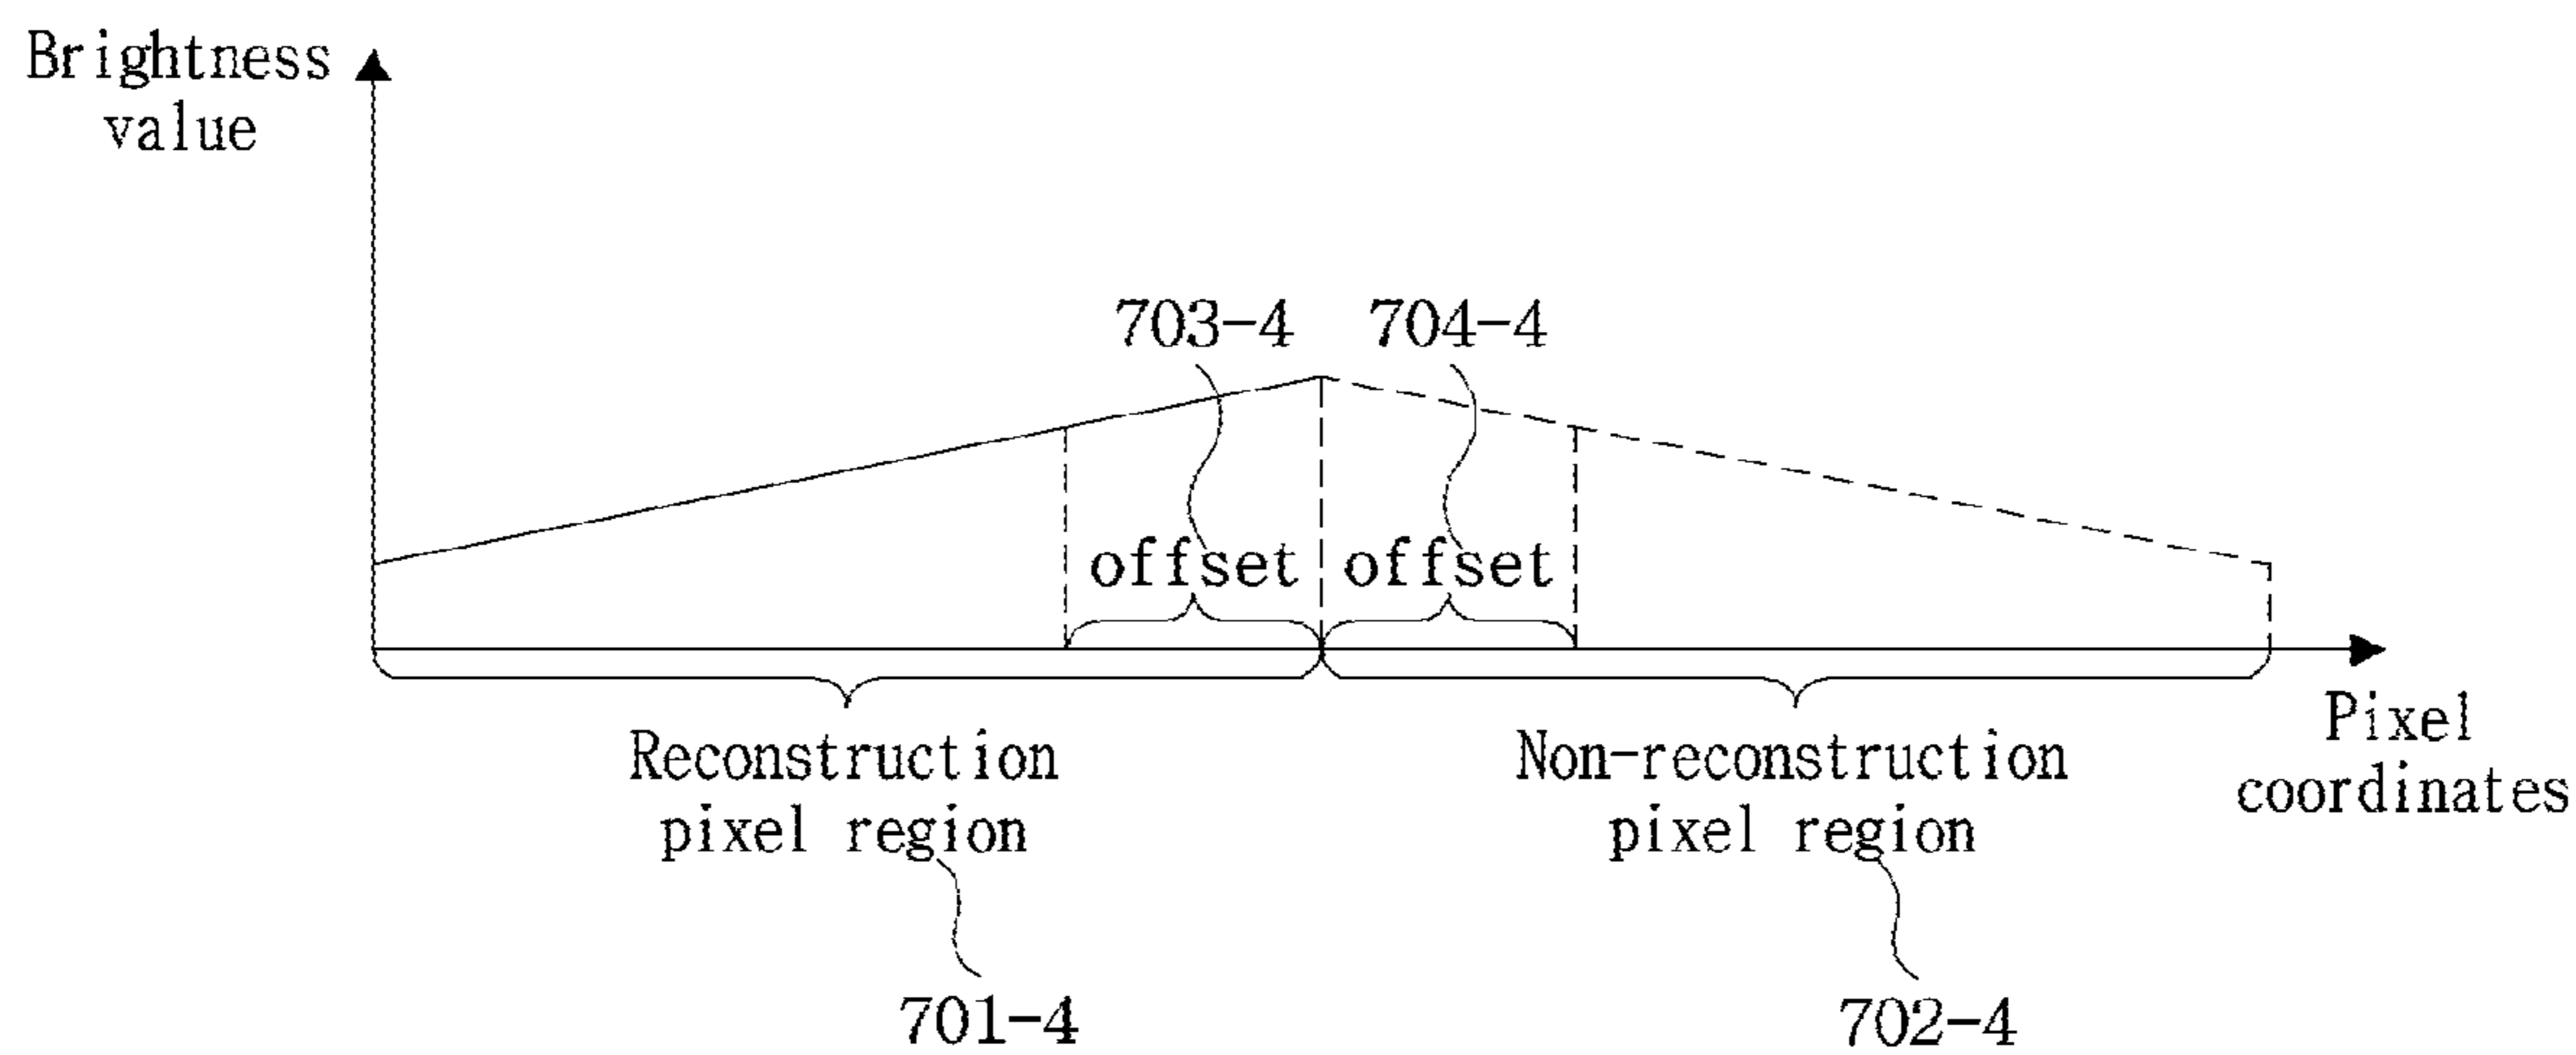 Brightness
value
703-4
704-4
offset
offset
Reconstruction
pixel region
Non-reconstruction
pixel region
Pixel
coordinates
701-4
702-4